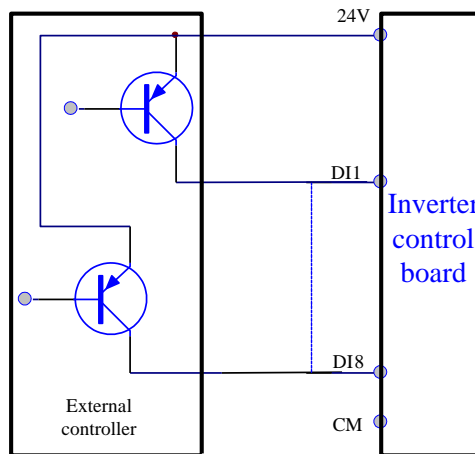 24V
DI1
Inverter
control
board
DI8
External
controller
CM